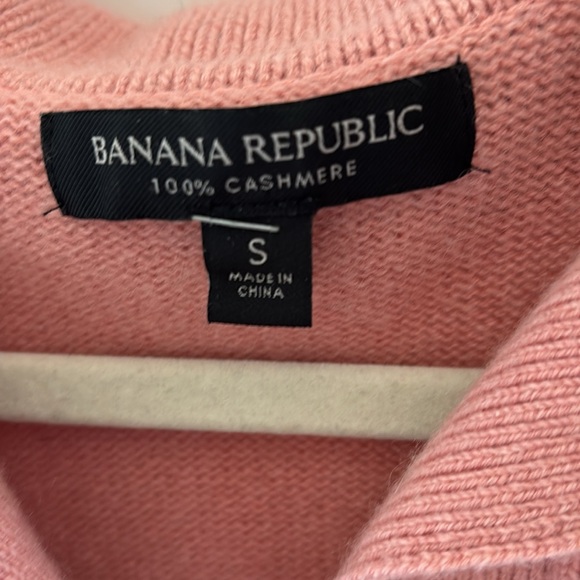 BANANA REPUBLIC
100% CASHMERE
S
MADE IN
CHINA